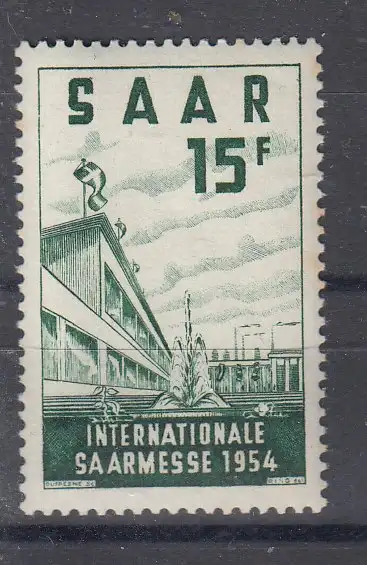 SAAR
15F
INTERNATIONALE
SAARMESSE 1954